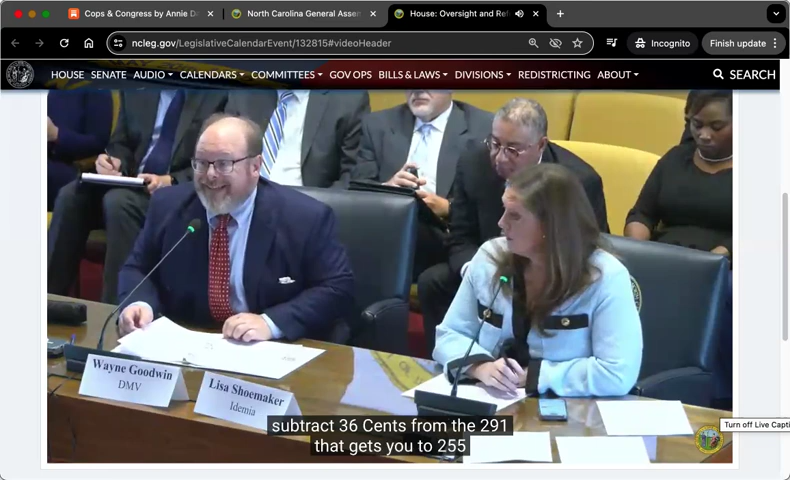 Cops & Congress by Annie Di
North Carolina General Assem
House: Oversight and Ref
ncleg.gov/LegislativeCalendarEvent/132815#videoHeader
Incognito
Finish update
HOUSE SENATE AUDIO CALENDARS COMMITTEES GOV OPS BILLS & LAWS DIVISIONS REDISTRICTING ABOUT SEARCH
Wayne Goodwin
DMV
Lisa Shoemaker
Idemia
subtract 36 Cents from the 291
that gets you to 255
Turn off Live Capti